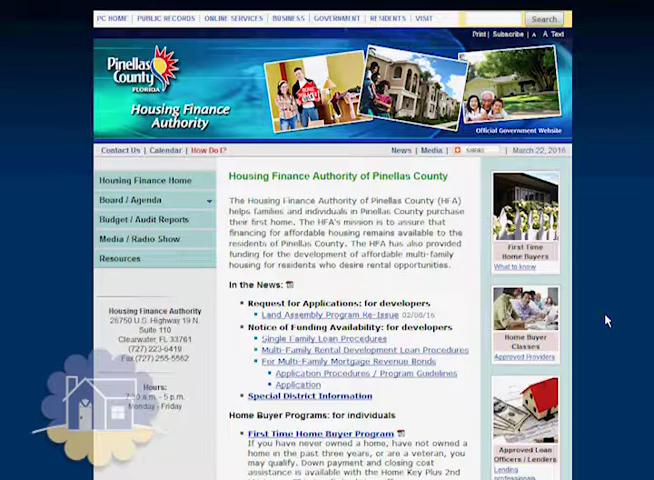 PC HOME | PUBLIC RECORDS | ONLINE SERVICES | BUSINESS | GOVERNMENT | RESIDENTS | VISIT
Search
Print | Subscribe | A A Text
Pinellas
County
FLORIDA
Housing Finance
Authority
Official Government Website
Contact Us | Calendar | How Do I?
News | Media | SHARE | March 22, 2016
Housing Finance Home
Board / Agenda
Budget / Audit Reports
Media / Radio Show
Resources
Housing Finance Authority
26750 U.S. Highway 19 N.
Suite 110
Clearwater, FL 33761
(727) 223-6419
Fax (727) 255-5562
Hours:
7:30 a.m. - 5 p.m.
Monday - Friday
Housing Finance Authority of Pinellas County
The Housing Finance Authority of Pinellas County (HFA)
helps families and individuals in Pinellas County purchase
their first home. The HFA's mission is to assure that
financing for affordable housing remains available to the
residents of Pinellas County. The HFA has also provided
funding for the development of affordable multi-family
housing for residents who desire rental opportunities.
In the News:
Request for Applications: for developers
Land Assembly Program Re-Issue 02/08/16
Notice of Funding Availability: for developers
Single Family Loan Procedures
Multi-Family Rental Development Loan Procedures
For Multi-Family Mortgage Revenue Bonds
Application Procedures / Program Guidelines
Application
Special District Information
Home Buyer Programs: for individuals
First Time Home Buyer Program
If you have never owned a home, have not owned a
home in the past three years, or are a veteran, you
may qualify. Down payment and closing cost
assistance is available with the Home Key Plus 2nd
First Time
Home Buyers
What to know
Home Buyer
Classes
Approved Providers
Approved Loan
Officers / Lenders
Lending
professionals